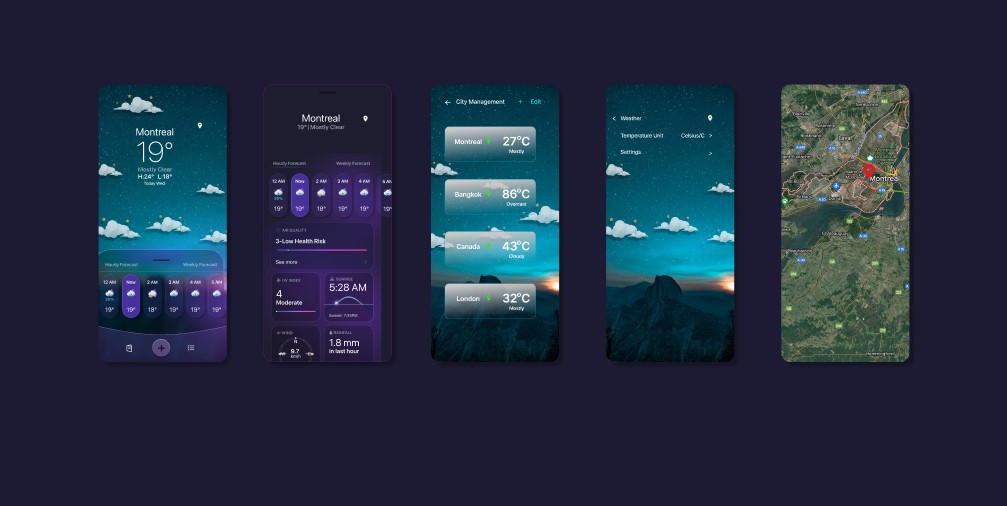 Montreal
19°
Mostly Clear
H:24° L:18°
Today Wed
Hourly Forecast Weekly Forecast
12 AM Now 2 AM 3 AM 4 AM 5 AM
30%
19° 19° 18° 19° 19° 19°
Montreal
19° | Mostly Clear
Hourly Forecast Weekly Forecast
12 AM Now 2 AM 3 AM 4 AM
30%
19° 19° 18° 19° 19° 19°
AIR QUALITY
3-Low Health Risk
See more
UV INDEX
4
Moderate
SUNRISE
5:28 AM
Sunset: 7:25PM
WIND
N
9.7
km/h
RAINFALL
1.8 mm
in last hour
City Management + Edit
Montreal 27°C
Mostly
Bangkok 86°C
Overcast
Canada 43°C
Cloudy
London 32°C
Mostly
Weather
Temperature Unit Celsius/C >
Settings >
Laval
Montreal